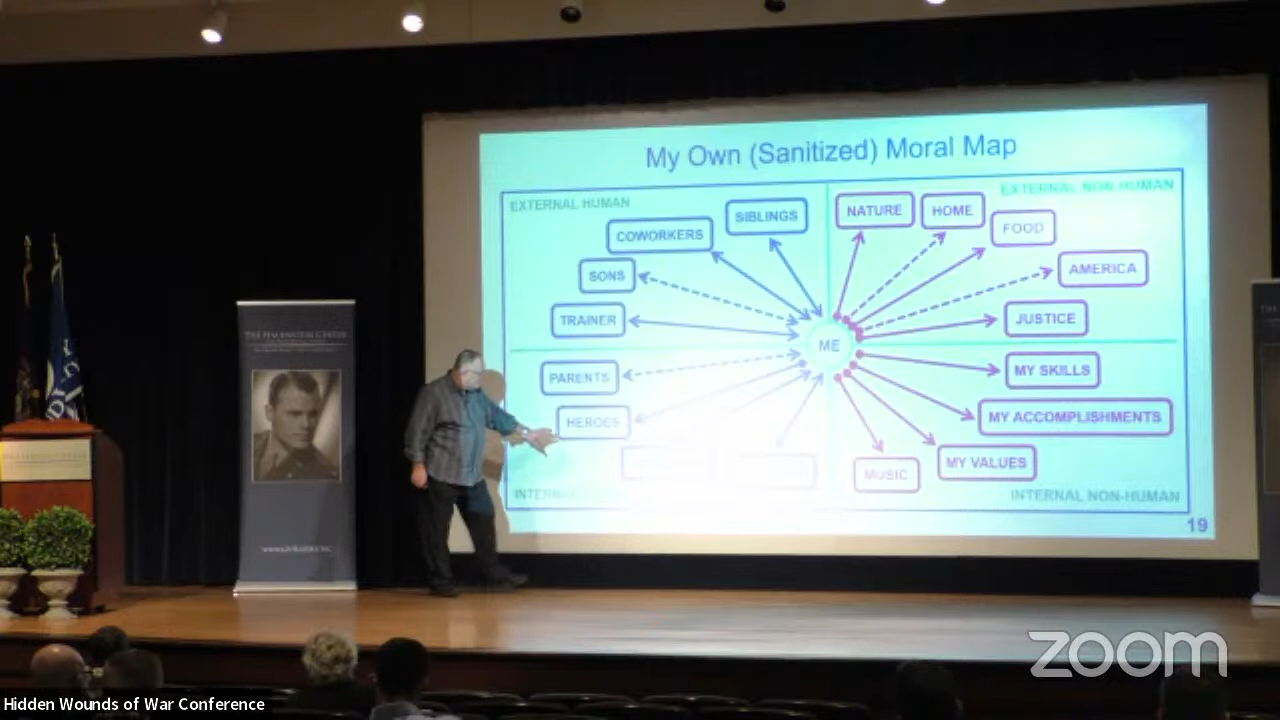 My Own (Sanitized) Moral Map
EXTERNAL HUMAN
EXTERNAL NON-HUMAN
SIBLINGS
NATURE
HOME
COWORKERS
FOOD
SONS
AMERICA
TRAINER
JUSTICE
ME
PARENTS
MY SKILLS
HEROES
MY ACCOMPLISHMENTS
MUSIC
MY VALUES
INTERNAL NON-HUMAN
19
zoom
Hidden Wounds of War Conference